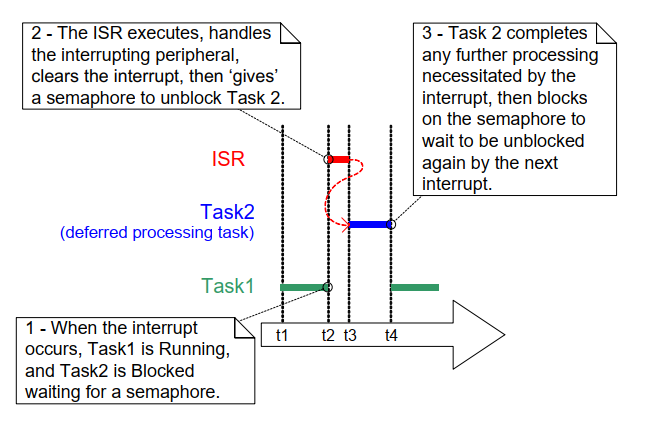 2 - The ISR executes, handles
the interrupting peripheral,
clears the interrupt, then ‘gives’
a semaphore to unblock Task 2.
3 - Task 2 completes
any further processing
necessitated by the
interrupt, then blocks
on the semaphore to
wait to be unblocked
again by the next
interrupt.
ISR
Task2
(deferred processing task)
Task1
1 - When the interrupt
occurs, Task1 is Running,
and Task2 is Blocked
waiting for a semaphore.
t1 t2 t3 t4